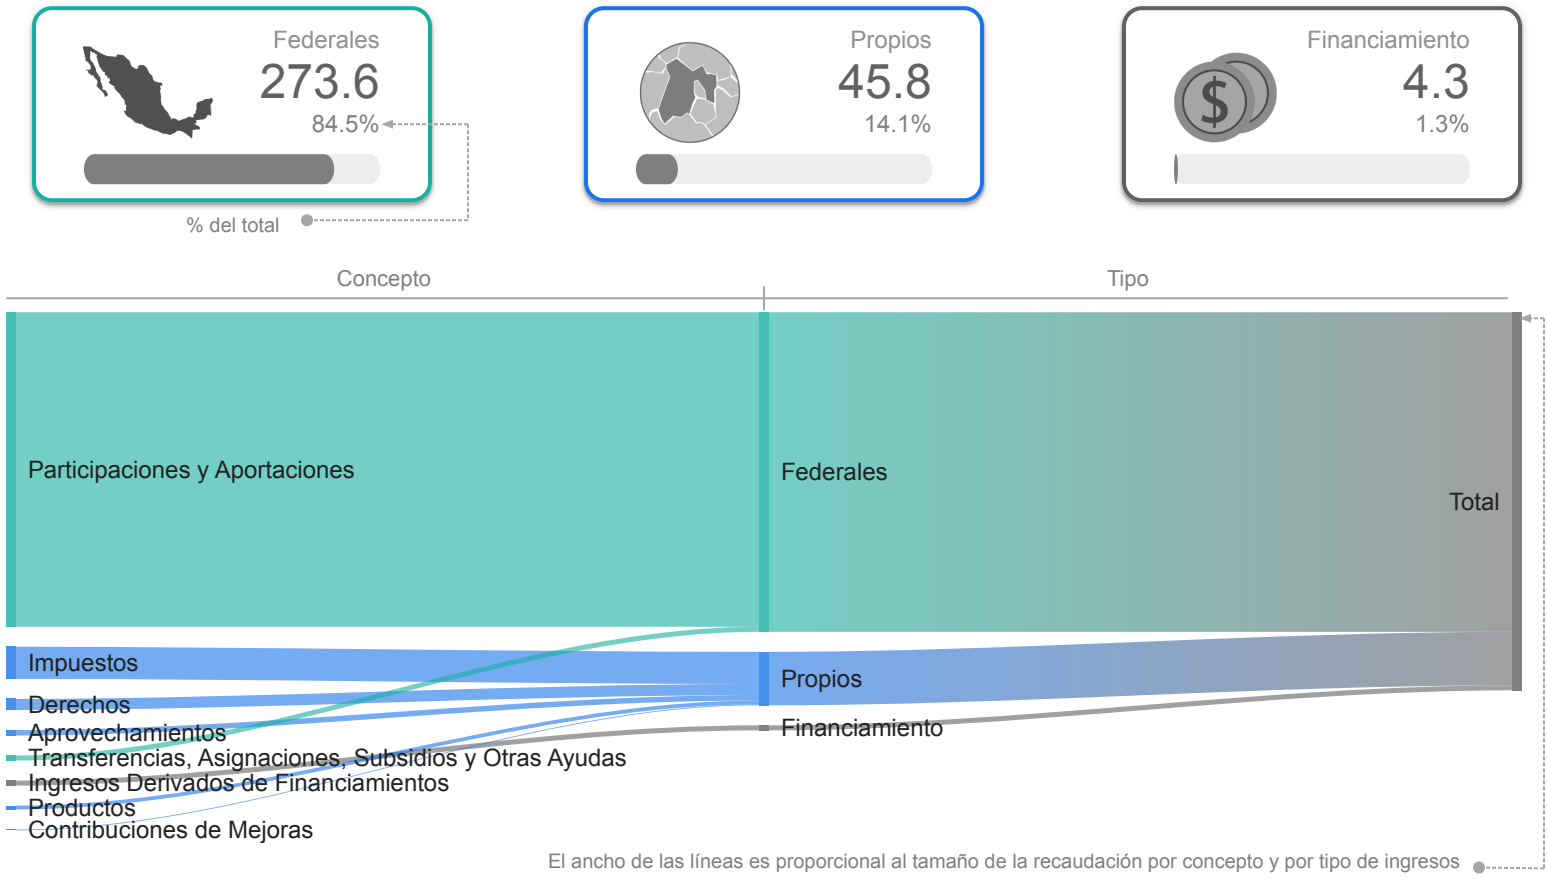 Federales
273.6
84.5%
Propios
45.8
14.1%
Financiamiento
$
4.3
1.3%
% del total
Concepto
Tipo
Participaciones y Aportaciones
Federales
Total
Impuestos
Propios
Derechos
Aprovechamientos
Financiamiento
Transferencias, Asignaciones, Subsidios y Otras Ayudas
Ingresos Derivados de Financiamientos
Productos
Contribuciones de Mejoras
El ancho de las líneas es proporcional al tamaño de la recaudación por concepto y por tipo de ingresos